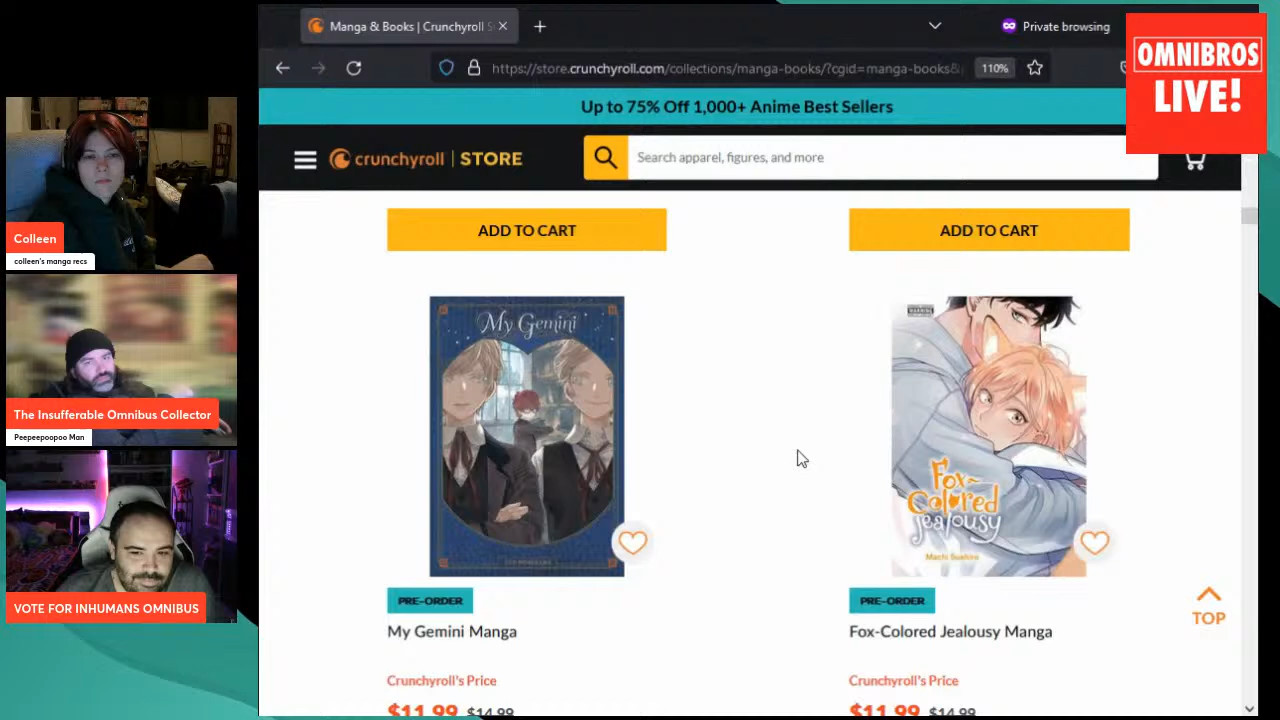 Manga & Books | Crunchyroll
Private browsing
https://store.crunchyroll.com/collections/manga-books/?cgid=manga-books&
110%
OMNIBROS
LIVE!
Up to 75% Off 1,000+ Anime Best Sellers
crunchyroll | STORE
Search apparel, figures, and more
ADD TO CART
ADD TO CART
Colleen
colleen's manga recs
The Insufferable Omnibus Collector
Peepeepoopoo Man
VOTE FOR INHUMANS OMNIBUS
My Gemini
WARNING
Fox-Colored Jealousy
Machi Suehiro
PRE-ORDER
PRE-ORDER
My Gemini Manga
Fox-Colored Jealousy Manga
TOP
Crunchyroll's Price
Crunchyroll's Price
$11.99 $14.99
$11.99 $14.99